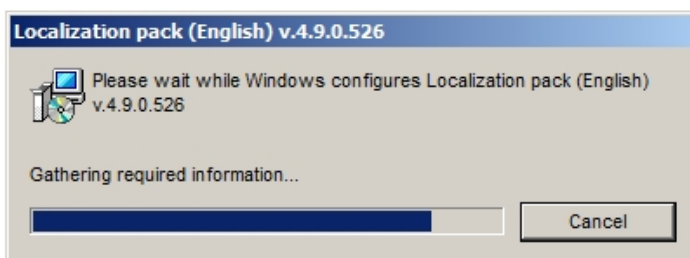 Localization pack (English) v.4.9.0.526
Please wait while Windows configures Localization pack (English)
v.4.9.0.526
Gathering required information...
Cancel